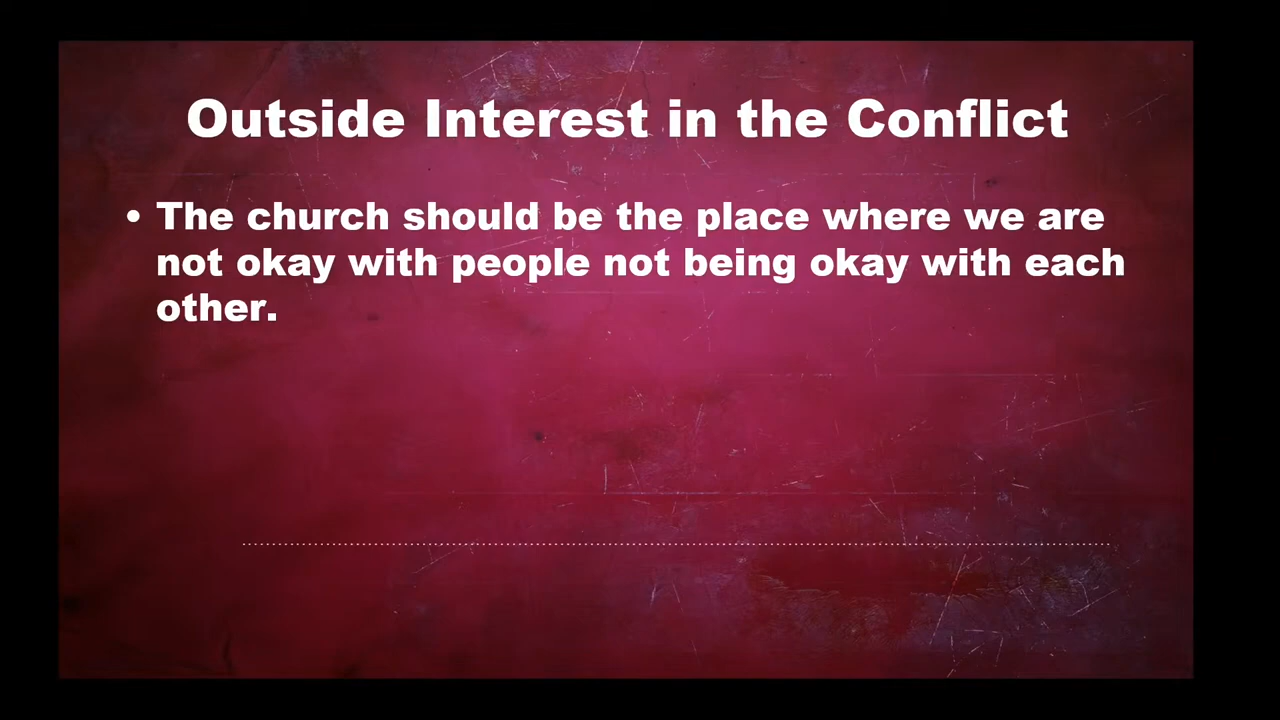 Outside Interest in the Conflict
• The church should be the place where we are
not okay with people not being okay with each
other.